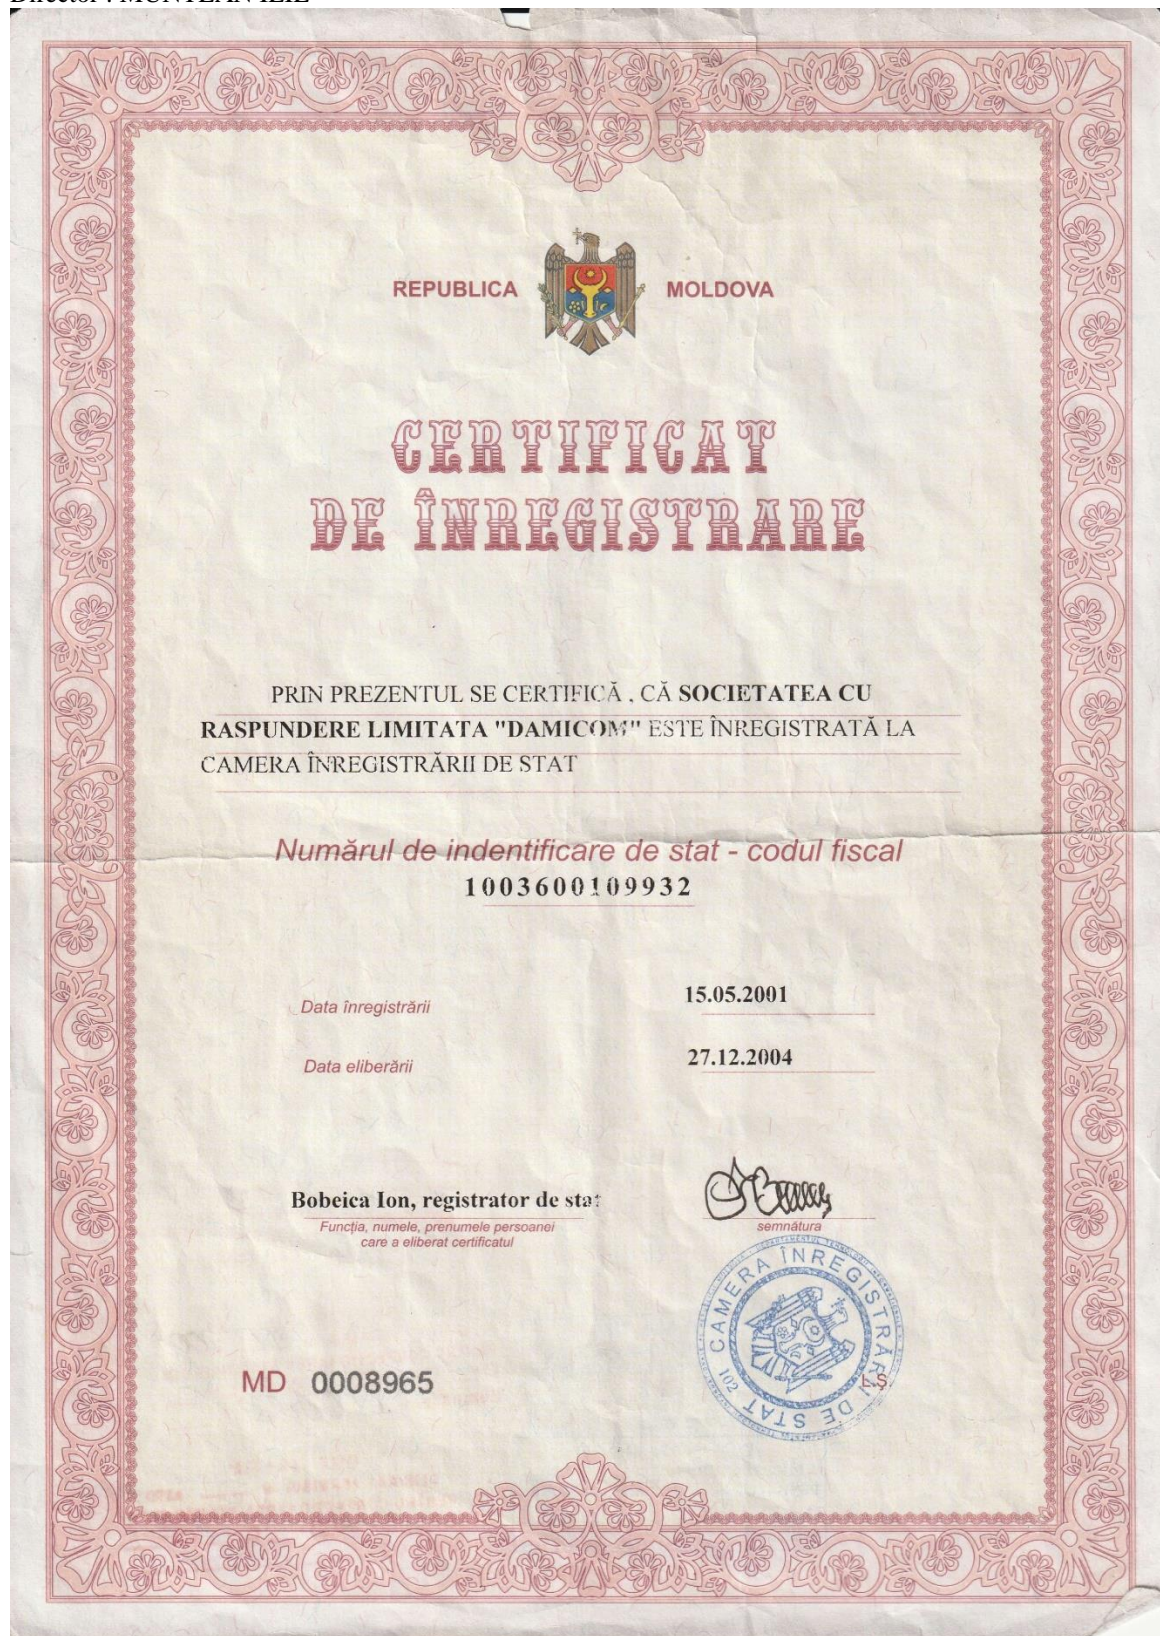 REPUBLICA MOLDOVA
CERTIFICAT
DE ÎNREGISTRARE
PRIN PREZENTUL SE CERTIFICĂ , CĂ SOCIETATEA CU
RASPUNDERE LIMITATA "DAMICOM" ESTE ÎNREGISTRATĂ LA
CAMERA ÎNREGISTRĂRII DE STAT
Numărul de indentificare de stat - codul fiscal
1003600109932
Data înregistrării 15.05.2001
Data eliberării 27.12.2004
Bobeica Ion, registrator de stat
Funcţia, numele, prenumele persoanei
care a eliberat certificatul
semnătura
CAMERA ÎNREGISTRĂRII DE STAT
102
L.Ş.
MD 0008965